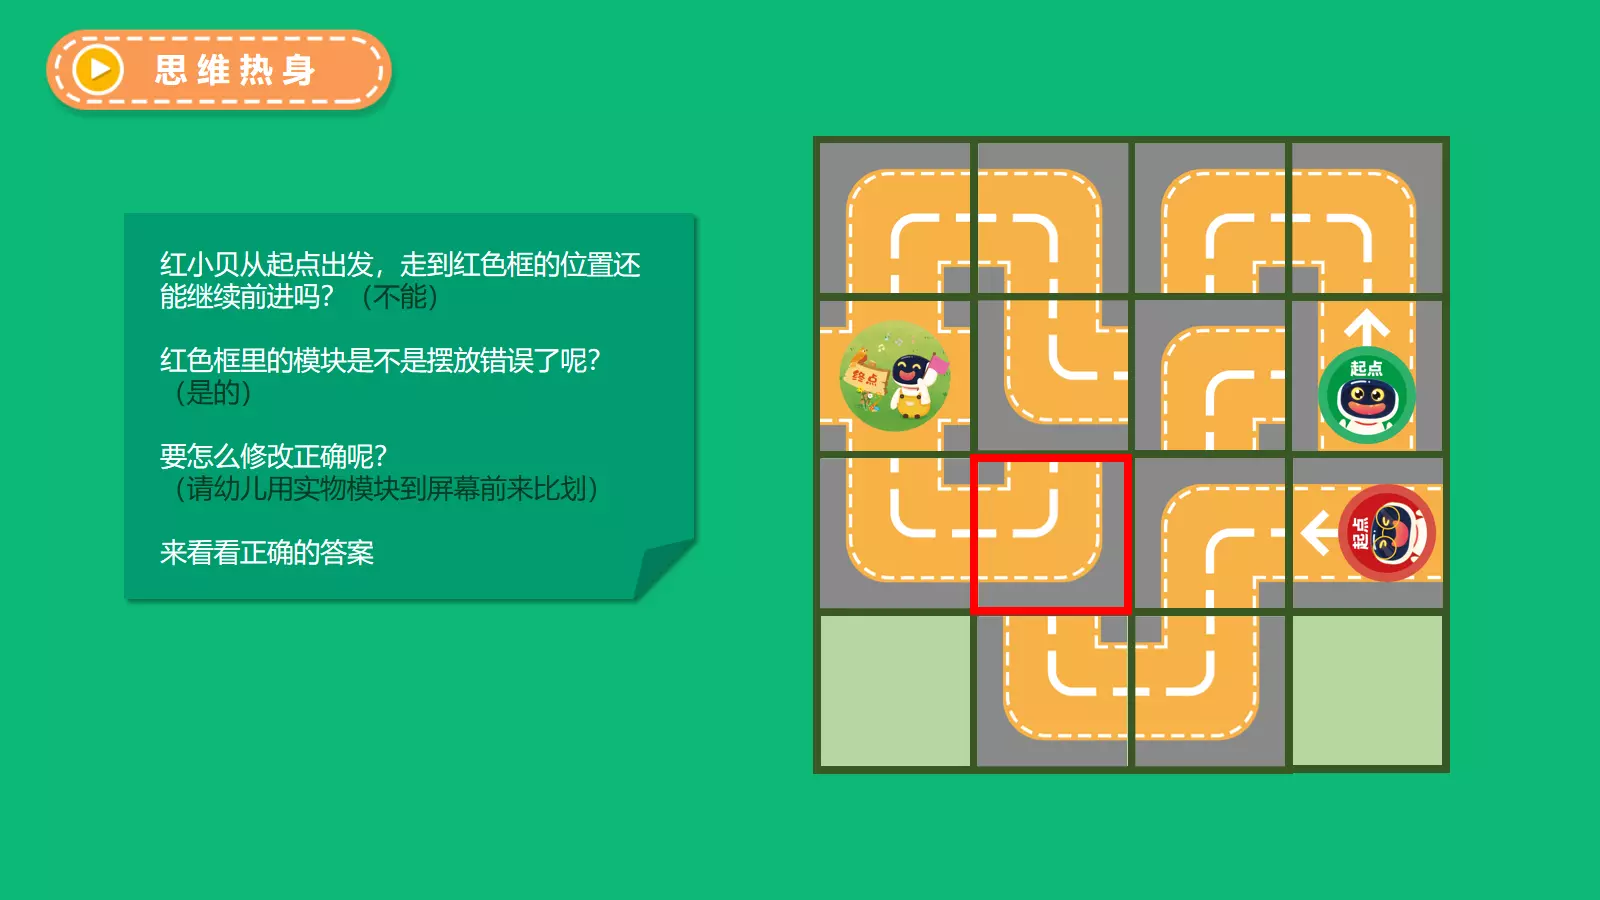 思维热身
红小贝从起点出发，走到红色框的位置还
能继续前进吗？（不能）
红色框里的模块是不是摆放错误了呢？
（是的）
要怎么修改正确呢？
（请幼儿用实物模块到屏幕前来比划）
来看看正确的答案
终点
起点
起点